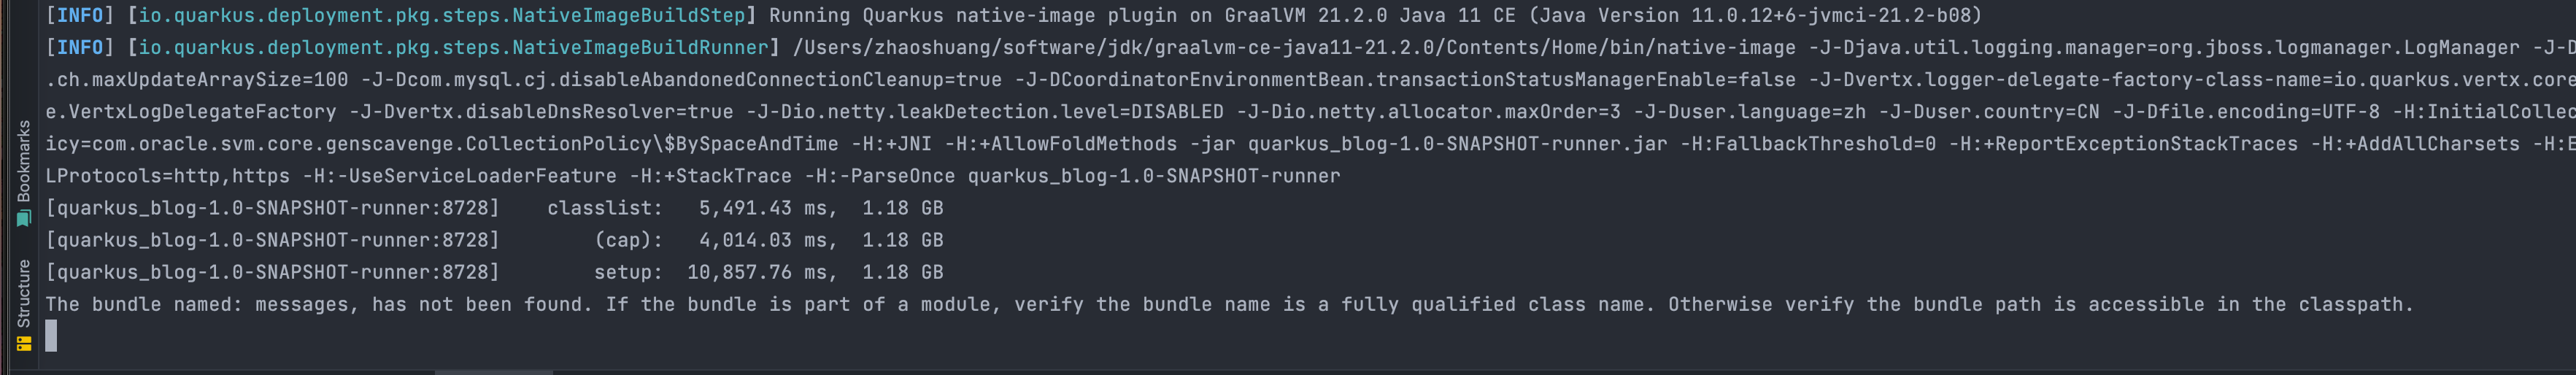 [INFO] [io.quarkus.deployment.pkg.steps.NativeImageBuildStep] Running Quarkus native-image plugin on GraalVM 21.2.0 Java 11 CE (Java Version 11.0.12+6-jvmci-21.2-b08)
[INFO] [io.quarkus.deployment.pkg.steps.NativeImageBuildRunner] /Users/zhaoshuang/software/jdk/graalvm-ce-java11-21.2.0/Contents/Home/bin/native-image -J-Djava.util.logging.manager=org.jboss.logmanager.LogManager -J-D
.ch.maxUpdateArraySize=100 -J-Dcom.mysql.cj.disableAbandonedConnectionCleanup=true -J-DCoordinatorEnvironmentBean.transactionStatusManagerEnable=false -J-Dvertx.logger-delegate-factory-class-name=io.quarkus.vertx.core
e.VertxLogDelegateFactory -J-Dvertx.disableDnsResolver=true -J-Dio.netty.leakDetection.level=DISABLED -J-Dio.netty.allocator.maxOrder=3 -J-Duser.language=zh -J-Duser.country=CN -J-Dfile.encoding=UTF-8 -H:InitialCollec
icy=com.oracle.svm.core.genscavenge.CollectionPolicy\$BySpaceAndTime -H:+JNI -H:+AllowFoldMethods -jar quarkus_blog-1.0-SNAPSHOT-runner.jar -H:FallbackThreshold=0 -H:+ReportExceptionStackTraces -H:+AddAllCharsets -H:E
LProtocols=http,https -H:-UseServiceLoaderFeature -H:+StackTrace -H:-ParseOnce quarkus_blog-1.0-SNAPSHOT-runner
[quarkus_blog-1.0-SNAPSHOT-runner:8728]    classlist:   5,491.43 ms,  1.18 GB
[quarkus_blog-1.0-SNAPSHOT-runner:8728]        (cap):   4,014.03 ms,  1.18 GB
[quarkus_blog-1.0-SNAPSHOT-runner:8728]        setup:  10,857.76 ms,  1.18 GB
The bundle named: messages, has not been found. If the bundle is part of a module, verify the bundle name is a fully qualified class name. Otherwise verify the bundle path is accessible in the classpath.
Bookmarks
Structure